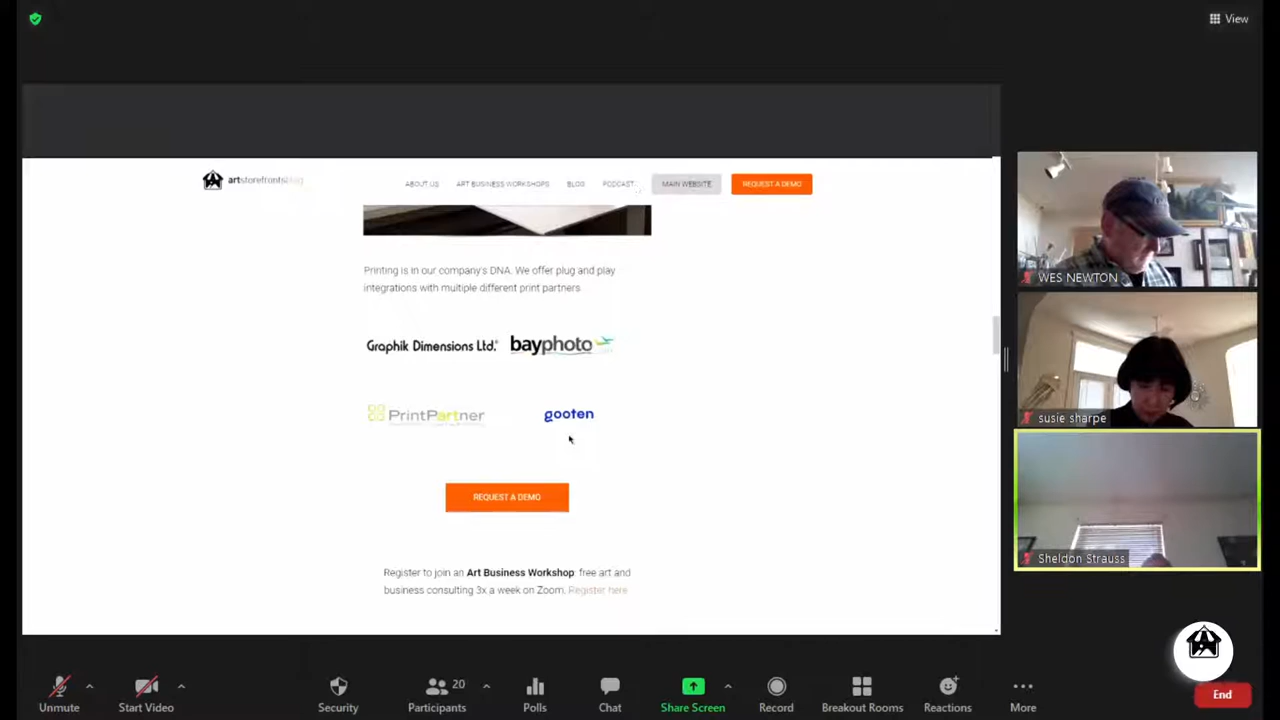 View
artstorefrontsblog
ABOUT US
ART BUSINESS WORKSHOPS
BLOG
PODCAST
MAIN WEBSITE
REQUEST A DEMO
Printing is in our company's DNA. We offer plug and play
integrations with multiple different print partners
Graphik Dimensions Ltd.
bayphoto
PrintPartner
gooten
REQUEST A DEMO
Register to join an Art Business Workshop free art and
business consulting 3x a week on Zoom. Register here
WES NEWTON
susie sharpe
Sheldon Strauss
Unmute
Start Video
Security
20
Participants
Polls
Chat
Share Screen
Record
Breakout Rooms
Reactions
More
End